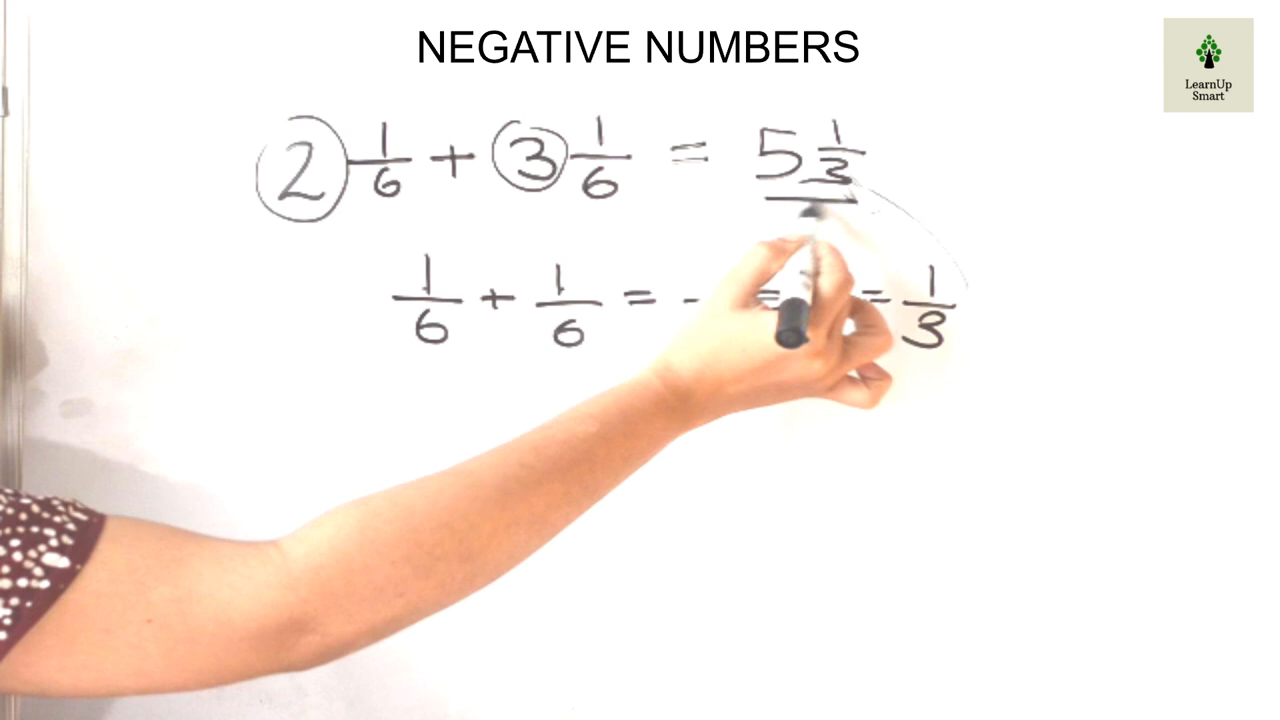 NEGATIVE NUMBERS
LearnUp
Smart
2 1/6 + 3 1/6 = 5 1/3
1/6 + 1/6 = = = 1/3